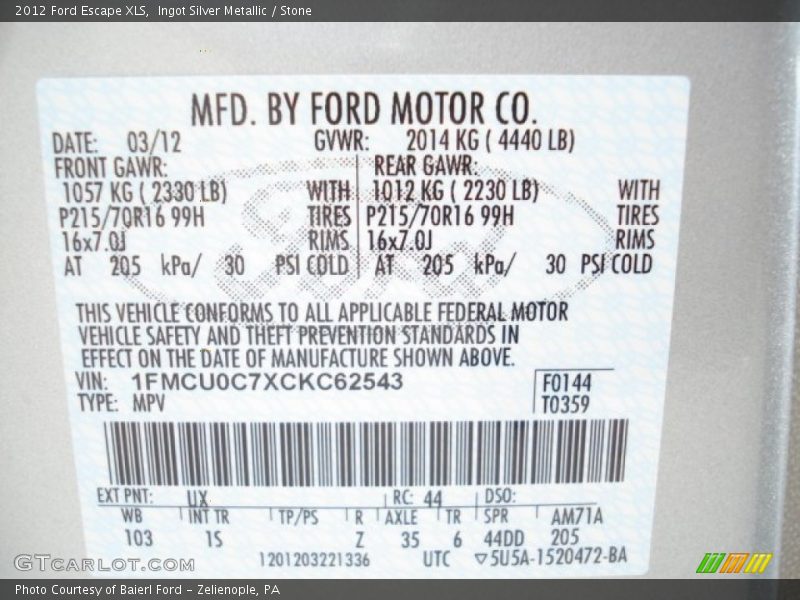 2012 Ford Escape XLS,  Ingot Silver Metallic / Stone
MFD. BY FORD MOTOR CO.
DATE: 03/12 GVWR: 2014 KG ( 4440 LB)
FRONT GAWR: REAR GAWR:
1057 KG ( 2330 LB) WITH 1012 KG ( 2230 LB) WITH
P215/70R16 99H TIRES P215/70R16 99H TIRES
16x7.0J RIMS 16x7.0J RIMS
AT 205 kPa/ 30 PSI COLD AT 205 kPa/ 30 PSI COLD
THIS VEHICLE CONFORMS TO ALL APPLICABLE FEDERAL MOTOR
VEHICLE SAFETY AND THEFT PREVENTION STANDARDS IN
EFFECT ON THE DATE OF MANUFACTURE SHOWN ABOVE.
VIN: 1FMCU0C7XCKC62543 F0144
TYPE: MPV T0359
EXT PNT: UX RC: 44 DSO:
WB INT TR TP/PS R AXLE TR SPR AM71A
103 1S Z 35 6 44DD 205
1201203221336 UTC ▽5U5A-1520472-BA
GTCarLot.com
Photo Courtesy of Baierl Ford - Zelienople, PA